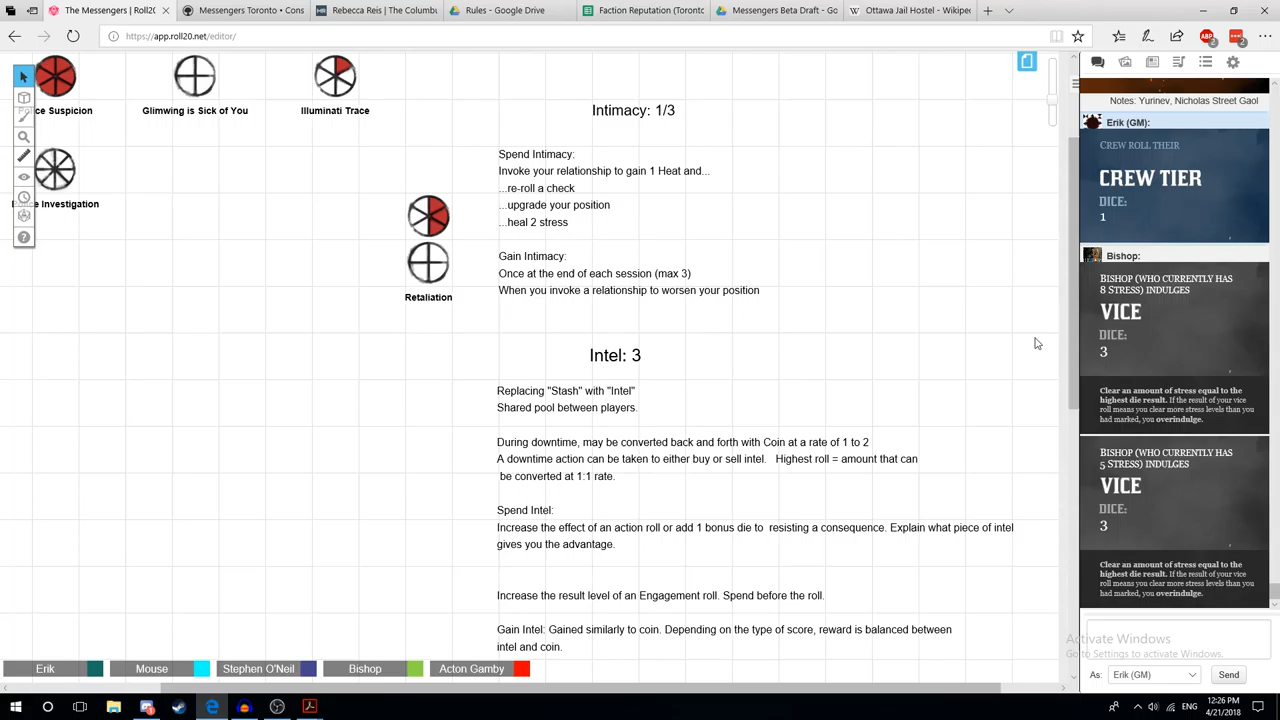 The Messengers | Roll20
Messengers Toronto • Cons
Rebecca Reis | The Columb
Rules - Google Drive
Faction Reputation (Toronto
Messengers Beta Draft - Go
Ottawa Jail Hostel - Wikipe
https://app.roll20.net/editor/
ABP
2
2
Suspicion
Glimwing is Sick of You
Illuminati Trace
Investigation
Retaliation
Intimacy: 1/3
Spend Intimacy:
Invoke your relationship to gain 1 Heat and...
...re-roll a check
...upgrade your position
...heal 2 stress
Gain Intimacy:
Once at the end of each session (max 3)
When you invoke a relationship to worsen your position
Intel: 3
Replacing "Stash" with "Intel"
Shared pool between players.
During downtime, may be converted back and forth with Coin at a rate of 1 to 2
A downtime action can be taken to either buy or sell intel. Highest roll = amount that can
be converted at 1:1 rate.
Spend Intel:
Increase the effect of an action roll or add 1 bonus die to resisting a consequence. Explain what piece of intel
gives you the advantage.
Increase the result level of an Engagement roll. Spend before the roll.
Gain Intel: Gained similarly to coin. Depending on the type of score, reward is balanced between
intel and coin.
Erik
Mouse
Stephen O'Neil
Bishop
Acton Gamby
Notes: Yurinev, Nicholas Street Gaol
Erik (GM):
CREW ROLL THEIR
CREW TIER
DICE:
1
Bishop:
BISHOP (WHO CURRENTLY HAS
8 STRESS) INDULGES
VICE
DICE:
3
Clear an amount of stress equal to the
highest die result. If the result of your vice
roll means you clear more stress levels than you
had marked, you overindulge.
BISHOP (WHO CURRENTLY HAS
5 STRESS) INDULGES
VICE
DICE:
3
Clear an amount of stress equal to the
highest die result. If the result of your vice
roll means you clear more stress levels than you
had marked, you overindulge.
Activate Windows
Go to Settings to activate Windows.
As:
Erik (GM)
Send
ENG
12:26 PM
4/21/2018